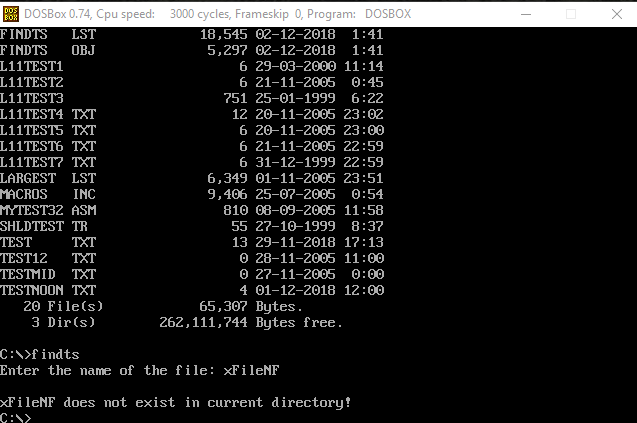 DOSBox 0.74, Cpu speed:    3000 cycles, Frameskip  0, Program:   DOSBOX
FINDTS   LST             18,545 02-12-2018  1:41
FINDTS   OBJ              5,297 02-12-2018  1:41
L11TEST1                      6 29-03-2000 11:14
L11TEST2                      6 21-11-2005  0:45
L11TEST3                    751 25-01-1999  6:22
L11TEST4 TXT                 12 20-11-2005 23:02
L11TEST5 TXT                  6 20-11-2005 23:00
L11TEST6 TXT                  6 21-11-2005 22:59
L11TEST7 TXT                  6 31-12-1999 22:59
LARGEST  LST              6,349 01-11-2005 23:51
MACROS   INC              9,406 25-07-2005  0:54
MYTEST32 ASM                810 08-09-2005 11:58
SHLDTEST TR                  55 27-10-1999  8:37
TEST     TXT                 13 29-11-2018 17:13
TEST12   TXT                  0 28-11-2005 11:00
TESTMID  TXT                  0 27-11-2005  0:00
TESTNOON TXT                  4 01-12-2018 12:00
   20 File(s)            65,307 Bytes.
    3 Dir(s)        262,111,744 Bytes free.
C:\>findts
Enter the name of the file: xFileNF
xFileNF does not exist in current directory!
C:\>